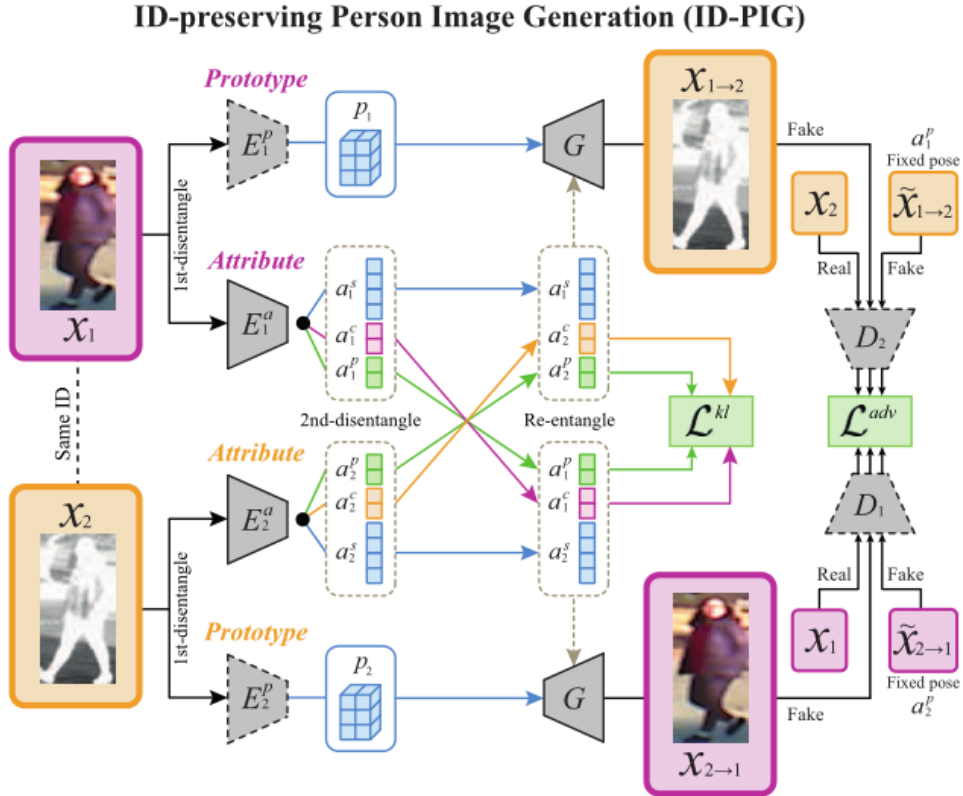 ID-preserving Person Image Generation (ID-PIG)
Prototype
E₁ᵖ
p₁
G
x₁→₂
Fake
a₁ᵖ
Fixed pose
x₂
x̃₁→₂
Real
Fake
x₁
1st-disentangle
Attribute
E₁ᵃ
a₁ˢ
a₁ᶜ
a₁ᵖ
a₁ˢ
a₂ᶜ
a₂ᵖ
D₂
2nd-disentangle
Re-entangle
ℒᵏˡ
ℒᵃᵈᵛ
Same ID
Attribute
E₂ᵃ
a₂ᵖ
a₂ᶜ
a₂ˢ
a₁ᵖ
a₁ᶜ
a₂ˢ
D₁
x₂
1st-disentangle
Prototype
E₂ᵖ
p₂
G
x₂→₁
Real
Fake
x₁
x̃₂→₁
Fake
Fixed pose
a₂ᵖ